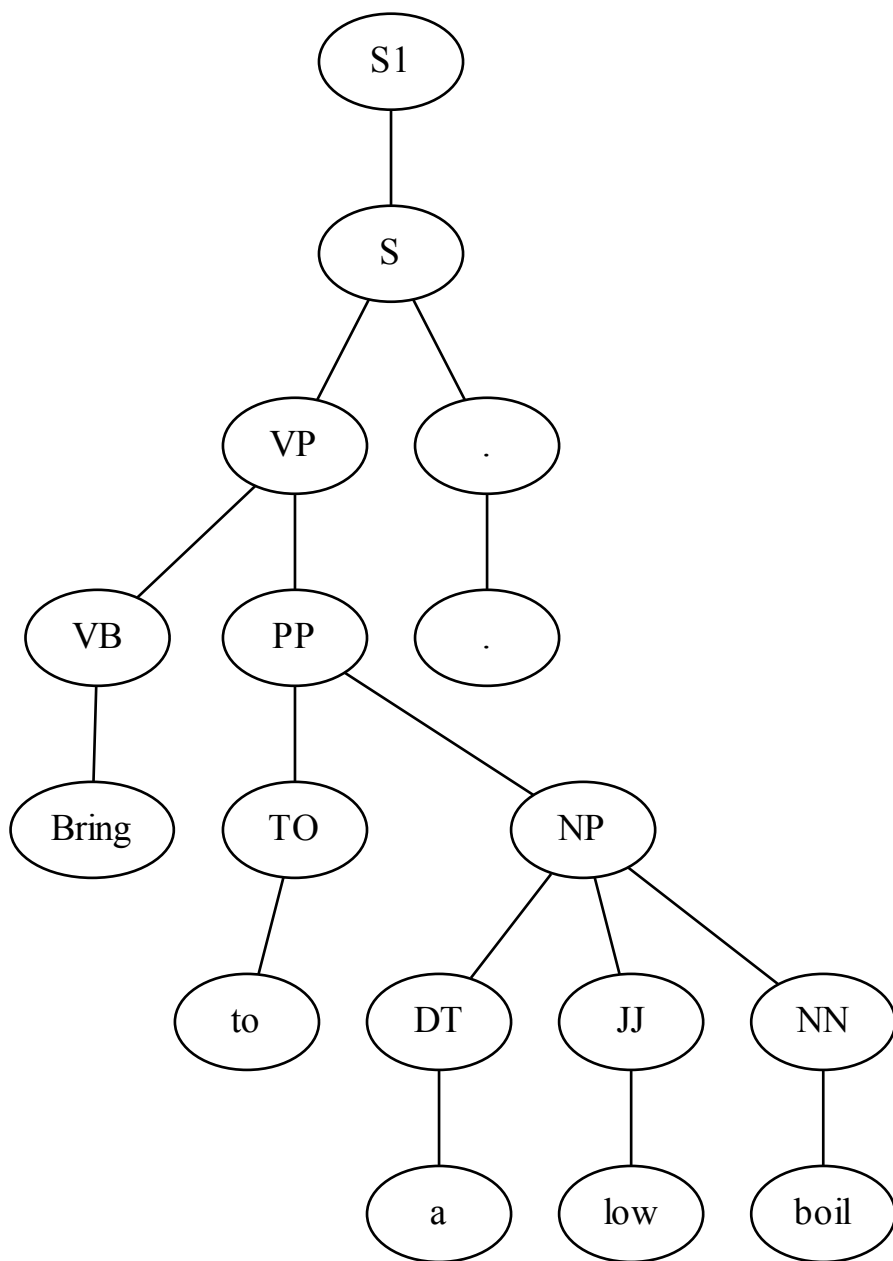 S1
S
VP .
VB PP .
Bring TO NP
to DT JJ NN
a low boil